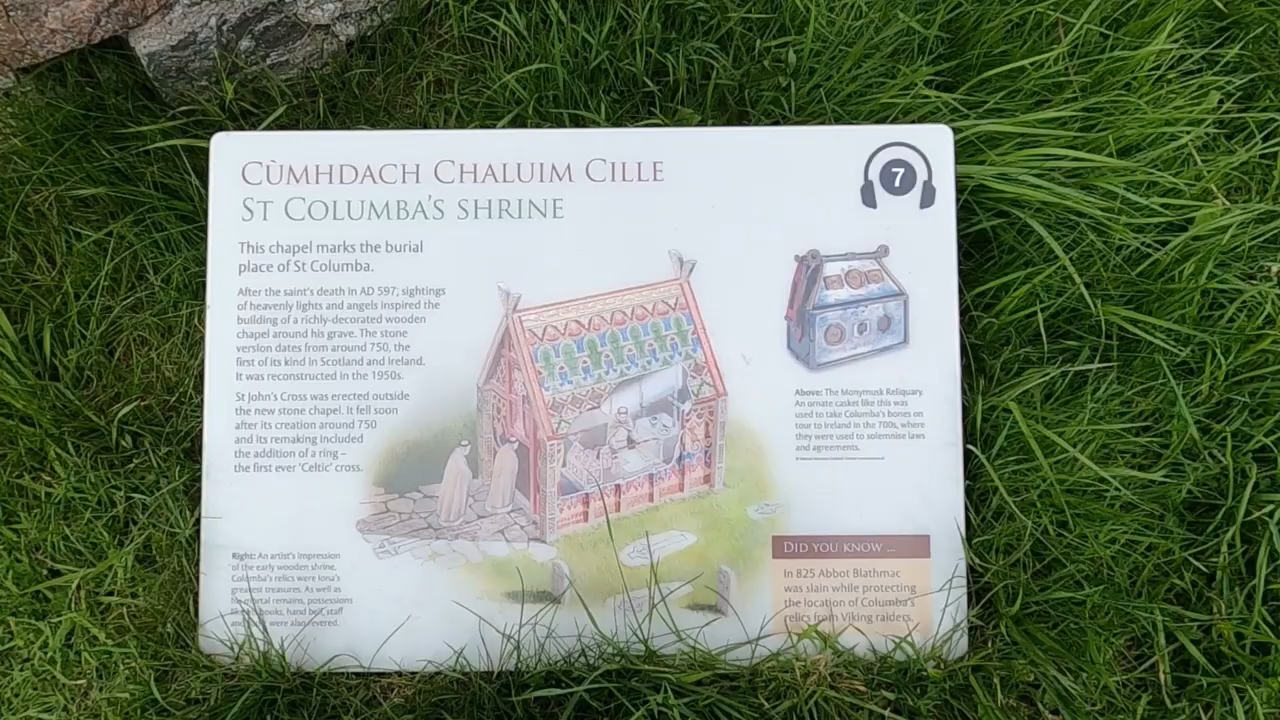 CÙMHDACH CHALUIM CILLE
ST COLUMBA'S SHRINE
7
This chapel marks the burial
place of St Columba.
After the saint's death in AD 597, sightings
of heavenly lights and angels inspired the
building of a richly-decorated wooden
chapel around his grave. The stone
version dates from around 750, the
first of its kind in Scotland and Ireland.
It was reconstructed in the 1950s.
St John's Cross was erected outside
the new stone chapel. It fell soon
after its creation around 750
and its remaking included
the addition of a ring –
the first ever 'Celtic' cross.
Right: An artist's impression
of the early wooden shrine.
Columba's relics were Iona's
greatest treasures. As well as
his mortal remains, possessions
like his books, hand bell, staff
and were also revered.
Above: The Monymusk Reliquary.
An ornate casket like this was
used to take Columba's bones on
tour to Ireland in the 700s, where
they were used to solemnise laws
and agreements.
DID YOU KNOW ...
In 825 Abbot Blathmac
was slain while protecting
the location of Columba's
relics from Viking raiders.